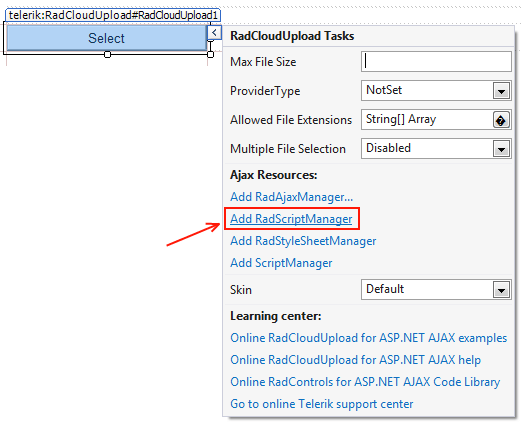 telerik:RadCloudUpload#RadCloudUpload1
Select
RadCloudUpload Tasks
Max File Size
ProviderType NotSet
Allowed File Extensions String[] Array
Multiple File Selection Disabled
Ajax Resources:
Add RadAjaxManager...
Add RadScriptManager
Add RadStyleSheetManager
Add ScriptManager
Skin Default
Learning center:
Online RadCloudUpload for ASP.NET AJAX examples
Online RadCloudUpload for ASP.NET AJAX help
Online RadControls for ASP.NET AJAX Code Library
Go to online Telerik support center